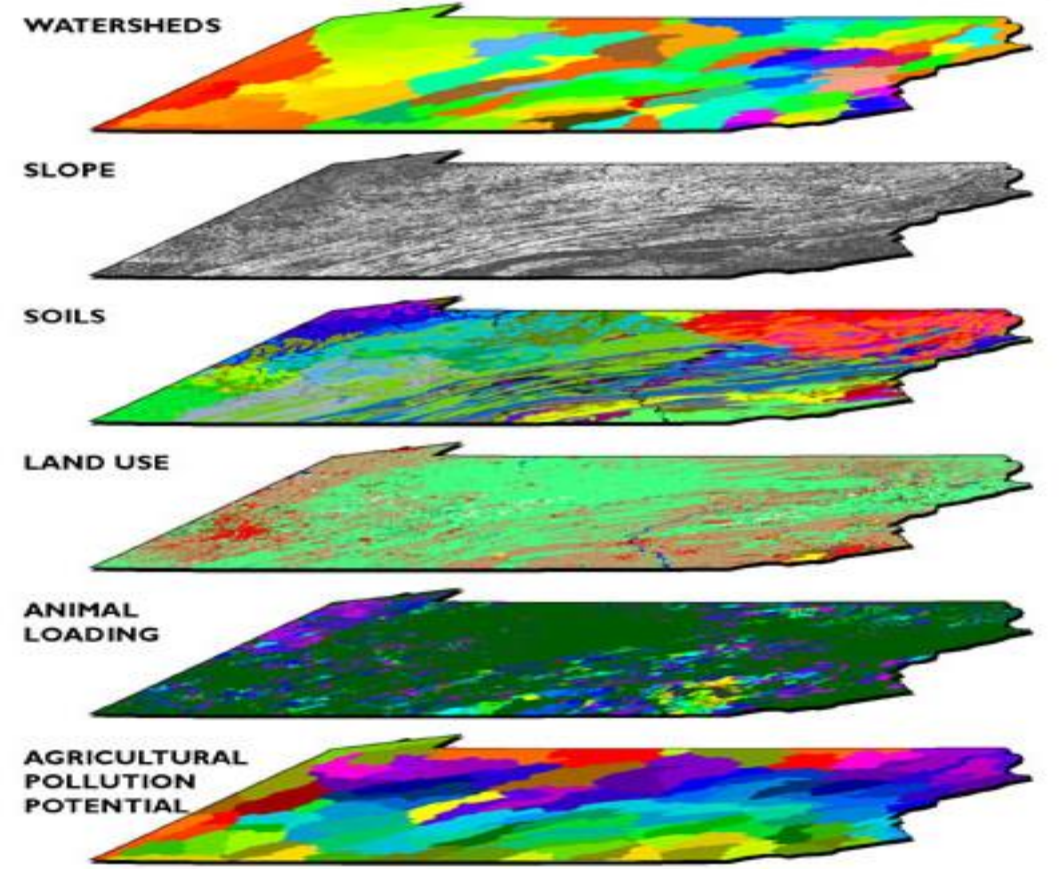 WATERSHEDS
SLOPE
SOILS
LAND USE
ANIMAL
LOADING
AGRICULTURAL
POLLUTION
POTENTIAL